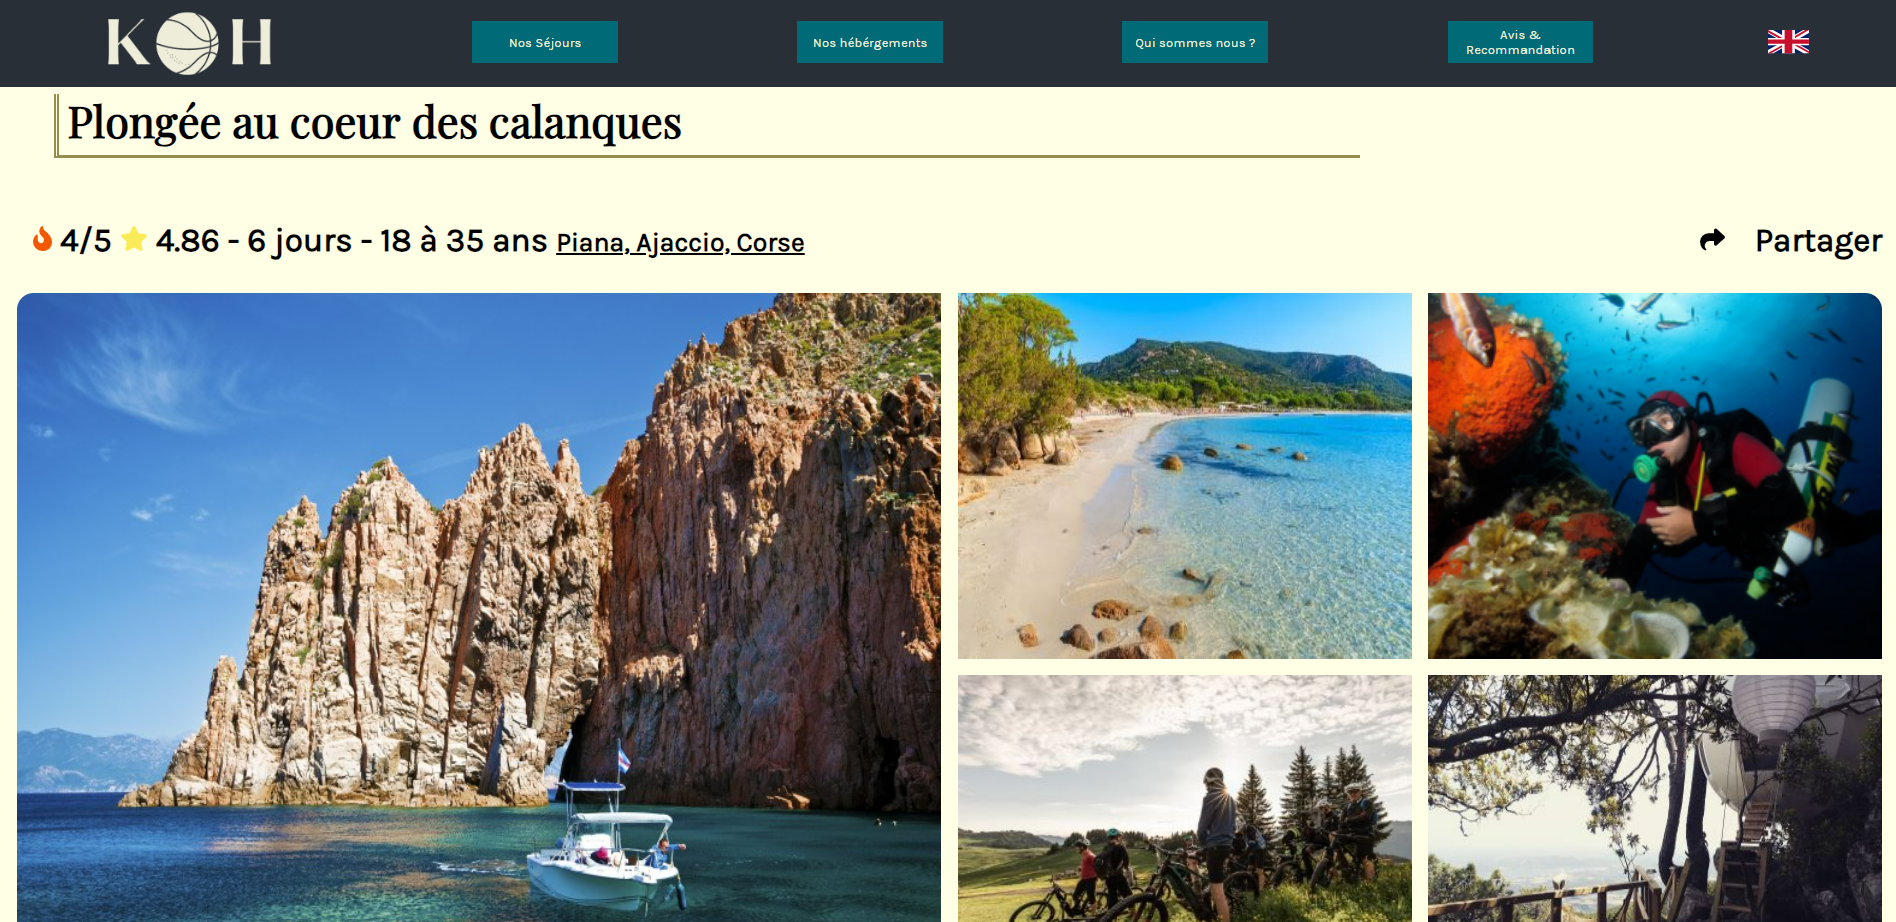 KOH
Nos Séjours
Nos hébérgements
Qui sommes nous ?
Avis &
Recommandation
Plongée au coeur des calanques
4/5 4.86 - 6 jours - 18 à 35 ans Piana, Ajaccio, Corse
Partager